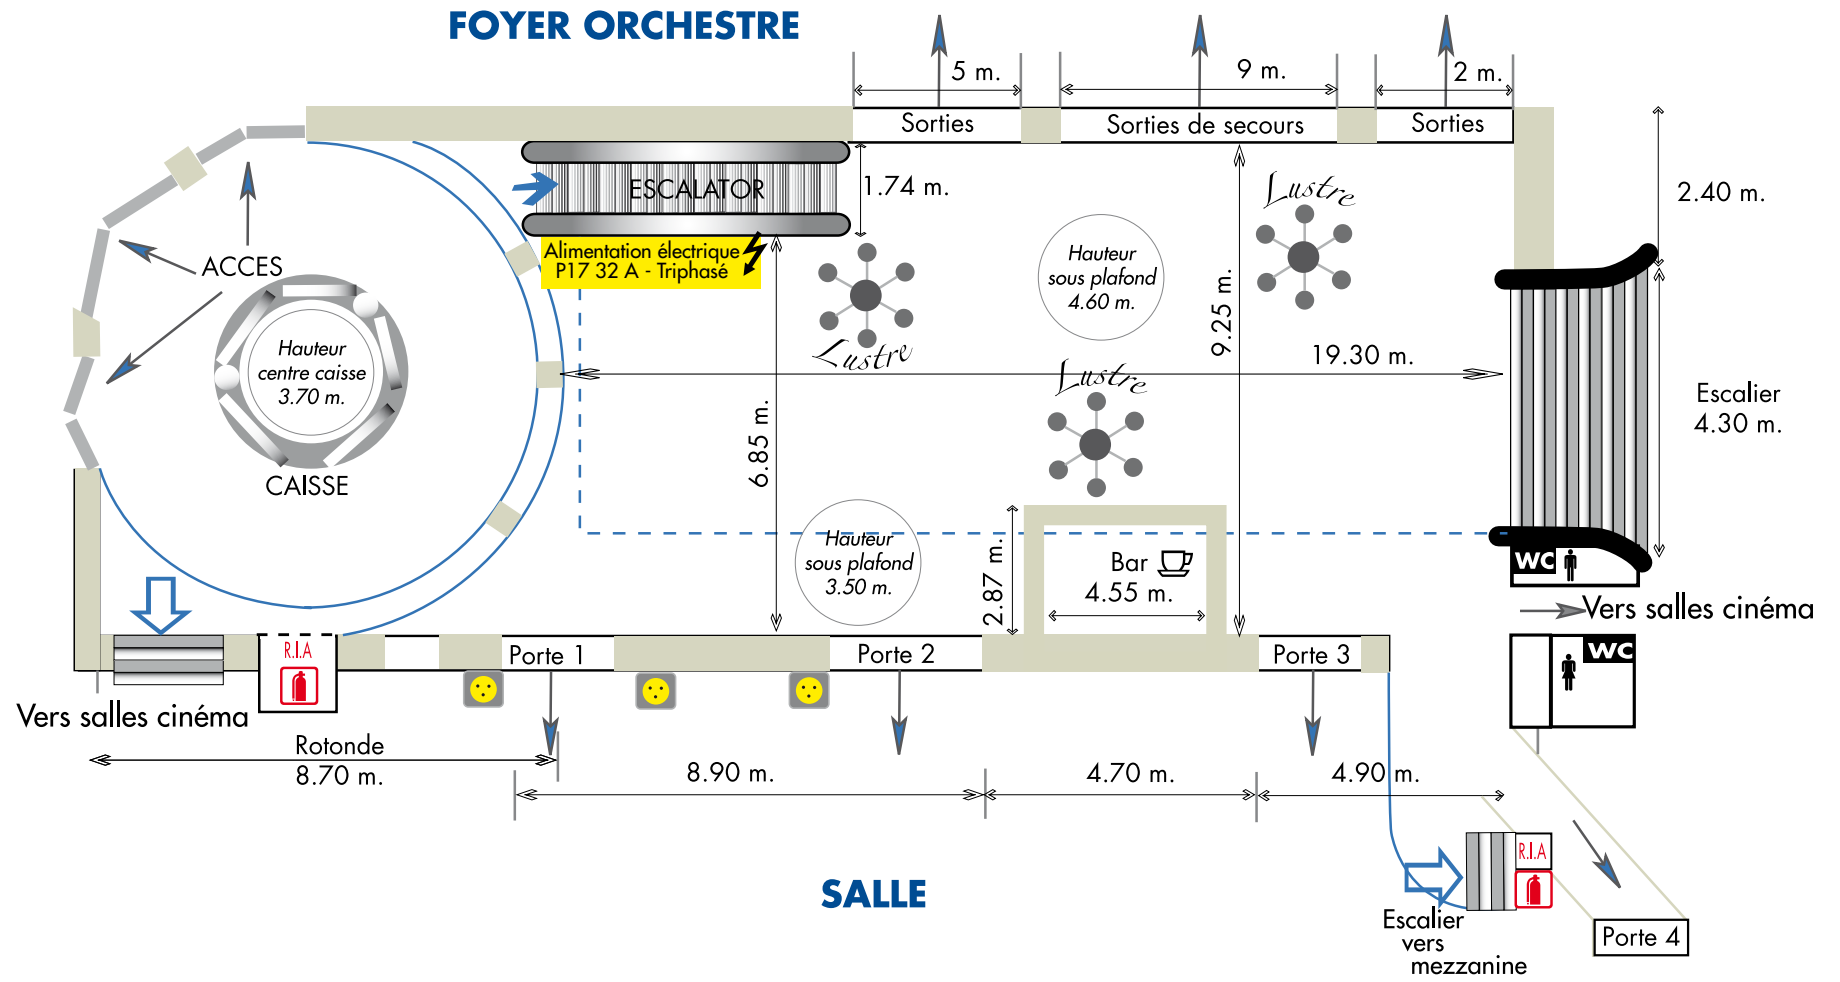 FOYER ORCHESTRE
5 m.
9 m.
2 m.
Sorties
Sorties de secours
Sorties
ESCALATOR
1.74 m.
Lustre
2.40 m.
Alimentation électrique
P17 32 A - Triphasé
ACCES
Hauteur
sous plafond
4.60 m.
9.25 m.
Lustre
19.30 m.
Hauteur
centre caisse
3.70 m.
Lustre
Escalier
4.30 m.
6.85 m.
CAISSE
Hauteur
sous plafond
3.50 m.
2.87 m.
Bar
4.55 m.
WC
Vers salles cinéma
R.I.A
Porte 1
Porte 2
Porte 3
WC
Vers salles cinéma
Rotonde
8.70 m.
8.90 m.
4.70 m.
4.90 m.
R.I.A
SALLE
Escalier
vers
mezzanine
Porte 4